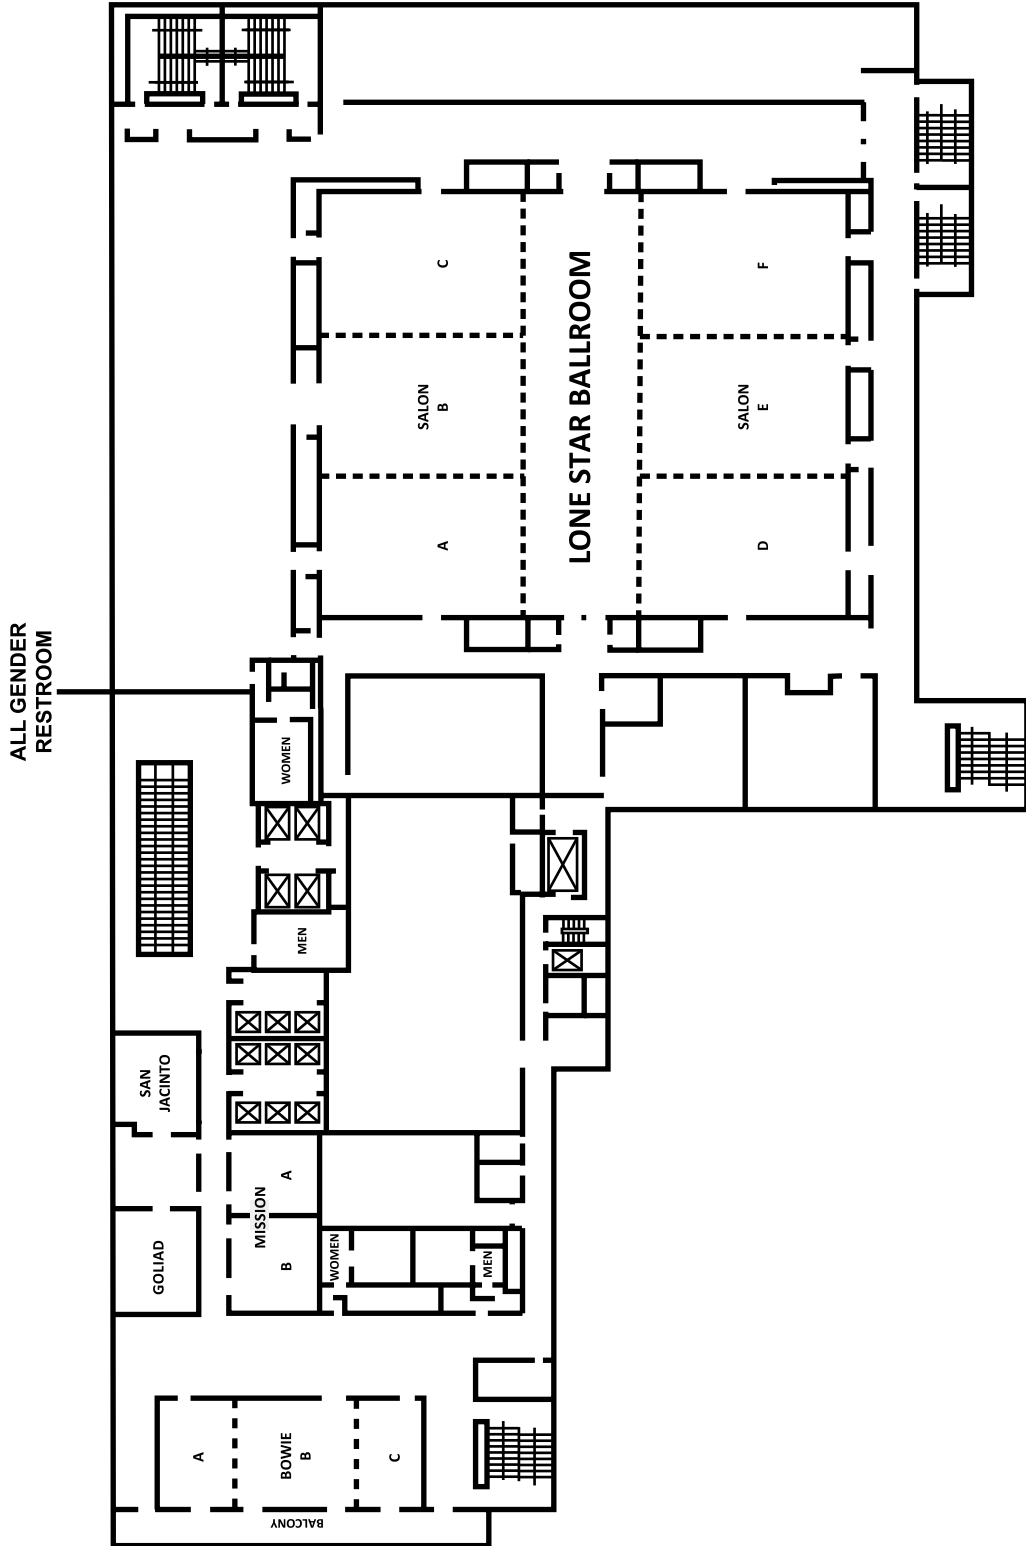 C
F
LONE STAR BALLROOM
SALON
B
SALON
E
A
D
ALL GENDER
RESTROOM
WOMEN
MEN
SAN
JACINTO
MISSION
A
B
GOLIAD
WOMEN
MEN
BOWIE
A
B
C
BALCONY